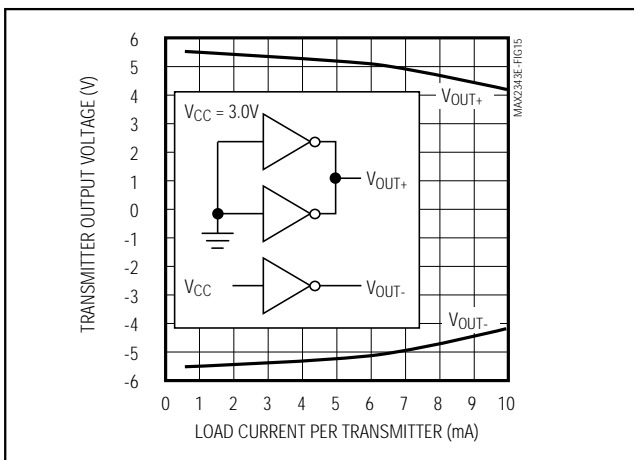 TRANSMITTER OUTPUT VOLTAGE (V)
6
5
4
3
2
1
0
-1
-2
-3
-4
-5
-6
VCC = 3.0V
VOUT+
VCC
VOUT-
VOUT+
VOUT-
MAX2343E-FIG15
0 1 2 3 4 5 6 7 8 9 10
LOAD CURRENT PER TRANSMITTER (mA)